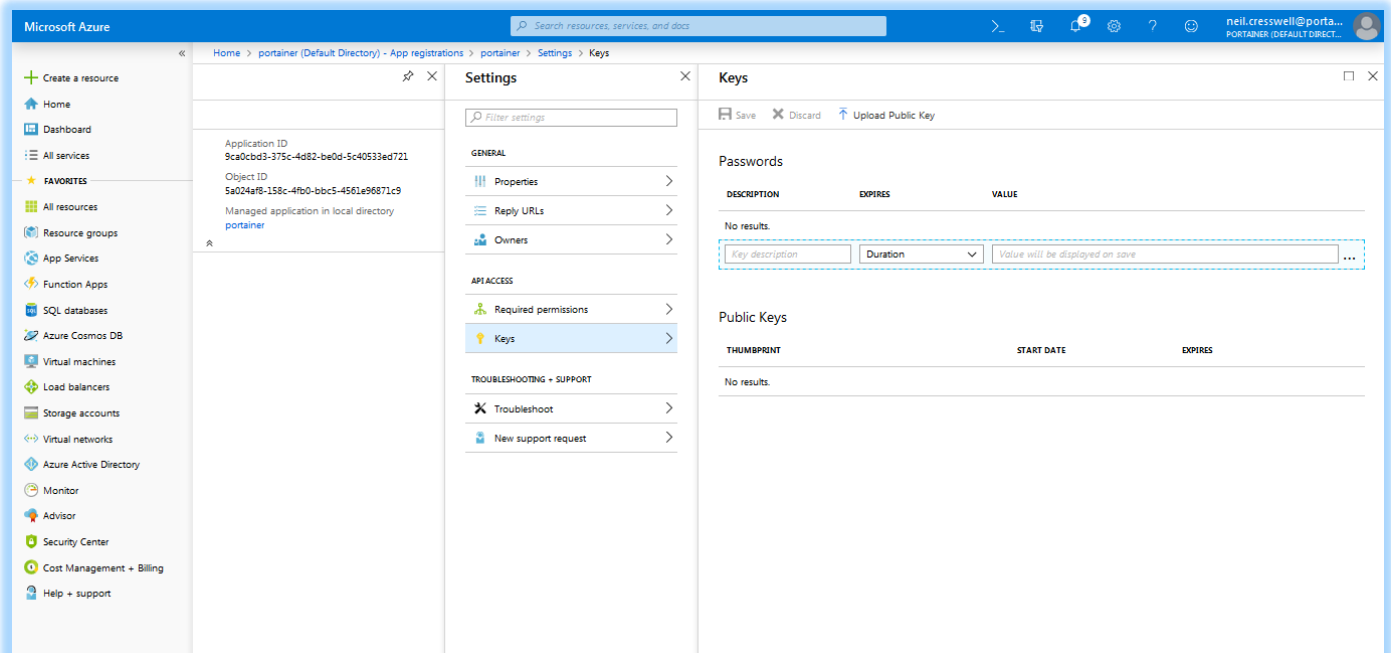 Microsoft Azure
Search resources, services, and docs
3
neil.cresswell@porta...
PORTAINER (DEFAULT DIRECT...
Home > portainer (Default Directory) - App registrations > portainer > Settings > Keys
Create a resource
Home
Dashboard
All services
FAVORITES
All resources
Resource groups
App Services
Function Apps
SQL databases
Azure Cosmos DB
Virtual machines
Load balancers
Storage accounts
Virtual networks
Azure Active Directory
Monitor
Advisor
Security Center
Cost Management + Billing
Help + support
Application ID
9ca0cbd3-375c-4d82-be0d-5c40533ed721
Object ID
5a024af8-158c-4fb0-bbc5-4561e96871c9
Managed application in local directory
portainer
Settings
Filter settings
GENERAL
Properties
Reply URLs
Owners
API ACCESS
Required permissions
Keys
TROUBLESHOOTING + SUPPORT
Troubleshoot
New support request
Keys
Save Discard Upload Public Key
Passwords
DESCRIPTION EXPIRES VALUE
No results.
Key description Duration Value will be displayed on save ...
Public Keys
THUMBPRINT START DATE EXPIRES
No results.